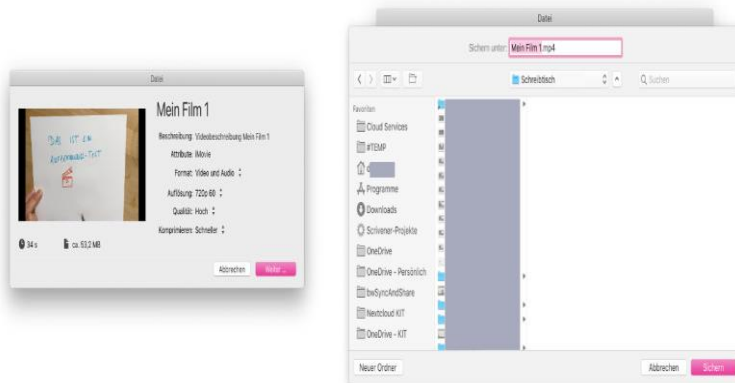 Datei
Mein Film 1
Beschreibung: Videobeschreibung Mein Film 1
Attribute: iMovie
Format: Video und Audio
Auflösung: 720p 60
Qualität: Hoch
Komprimieren: Schneller
DAS IST EIN
34 s
ca. 53,2 MB
Abbrechen
Weiter ...
Datei
Sichern unter: Mein Film 1.mp4
Schreibtisch
Suchen
Favoriten
Cloud Services
#TEMP
Programme
Downloads
Scrivener-Projekte
OneDrive
OneDrive - Persönlich
bwSyncAndShare
Nextcloud KIT
OneDrive - KIT
Neuer Ordner
Abbrechen
Sichern